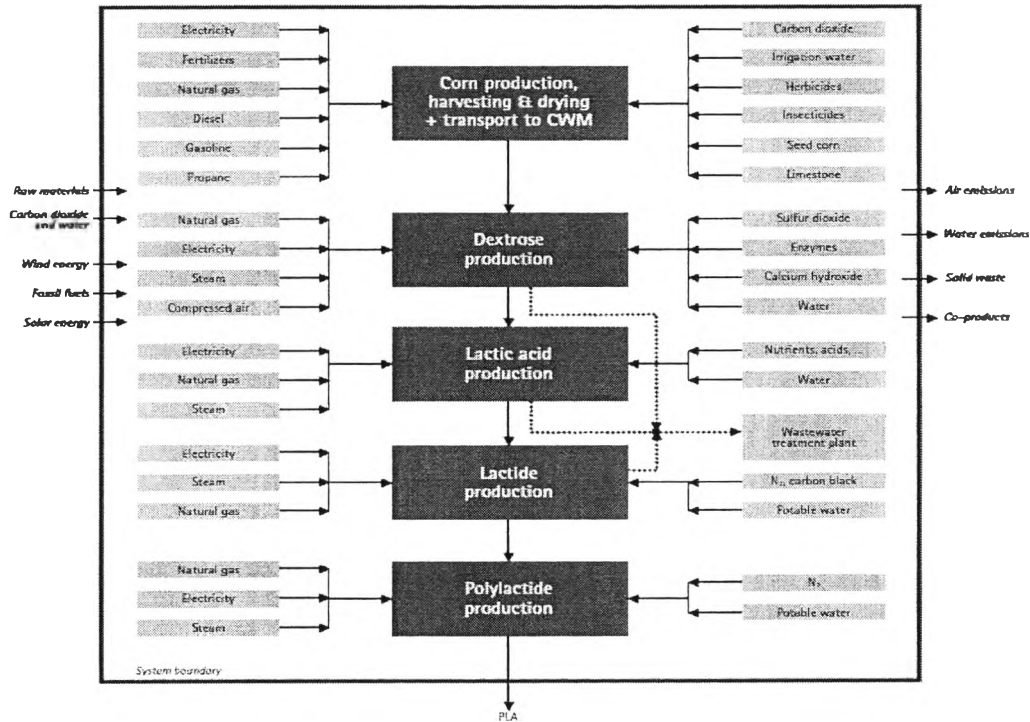 Electricity
Fertilizers
Natural gas
Diesel
Gasoline
Propane
Corn production,
harvesting & drying
+ transport to CWM
Carbon dioxide
Irrigation water
Herbicides
Insecticides
Seed corn
Limestone
Raw materials
Carbon dioxide
and water
Wind energy
Fossil fuels
Solar energy
Air emissions
Water emissions
Solid waste
Co-products
Natural gas
Electricity
Steam
Compressed air
Dextrose
production
Sulfur dioxide
Enzymes
Calcium hydroxide
Water
Electricity
Natural gas
Steam
Lactic acid
production
Nutrients, acids, ...
Water
Wastewater
treatment plant
Electricity
Steam
Natural gas
Lactide
production
N₂, carbon black
Potable water
Natural gas
Electricity
Steam
Polylactide
production
N₂
Potable water
System boundary
PLA